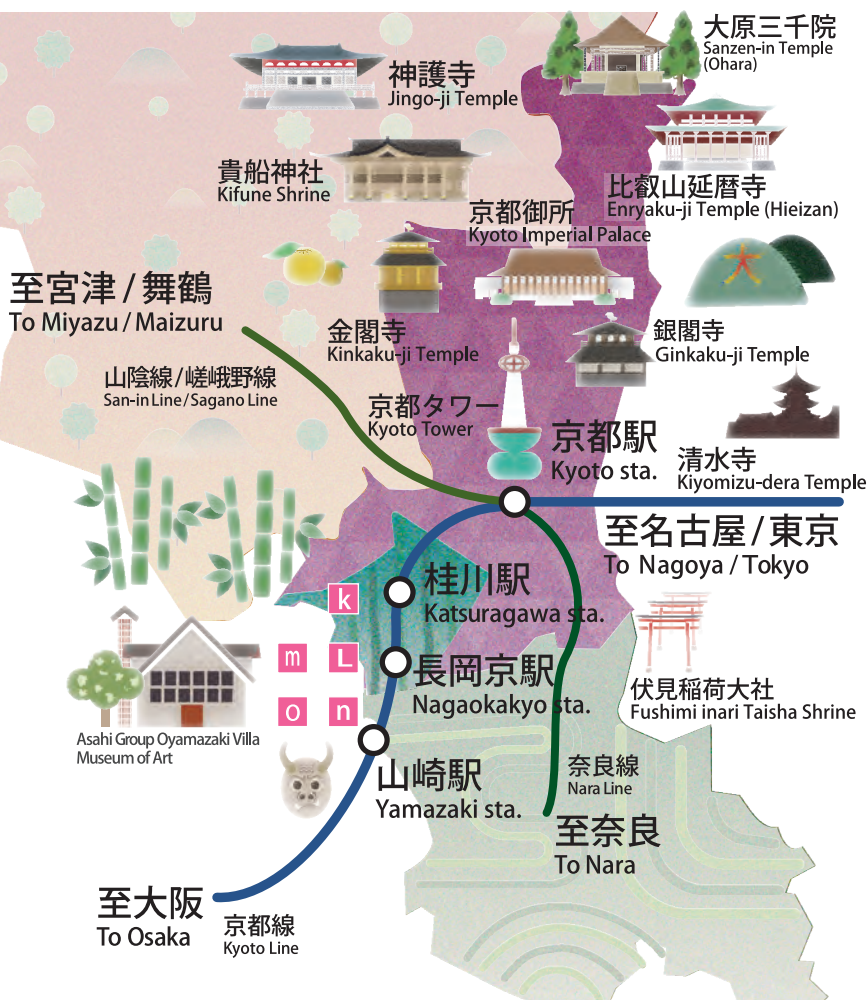 大原三千院
Sanzen-in Temple
(Ohara)
神護寺
Jingo-ji Temple
貴船神社
Kifune Shrine
比叡山延暦寺
Enryaku-ji Temple (Hieizan)
京都御所
Kyoto Imperial Palace
大
至宮津 / 舞鶴
To Miyazu / Maizuru
金閣寺
Kinkaku-ji Temple
銀閣寺
Ginkaku-ji Temple
山陰線/嵯峨野線
San-in Line / Sagano Line
京都タワー
Kyoto Tower
京都駅
Kyoto sta.
清水寺
Kiyomizu-dera Temple
至名古屋 / 東京
To Nagoya / Tokyo
桂川駅
Katsuragawa sta.
k
m L
o n
長岡京駅
Nagaokakyo sta.
伏見稲荷大社
Fushimi inari Taisha Shrine
Asahi Group Oyamazaki Villa
Museum of Art
山崎駅
Yamazaki sta.
奈良線
Nara Line
至奈良
To Nara
至大阪
To Osaka
京都線
Kyoto Line